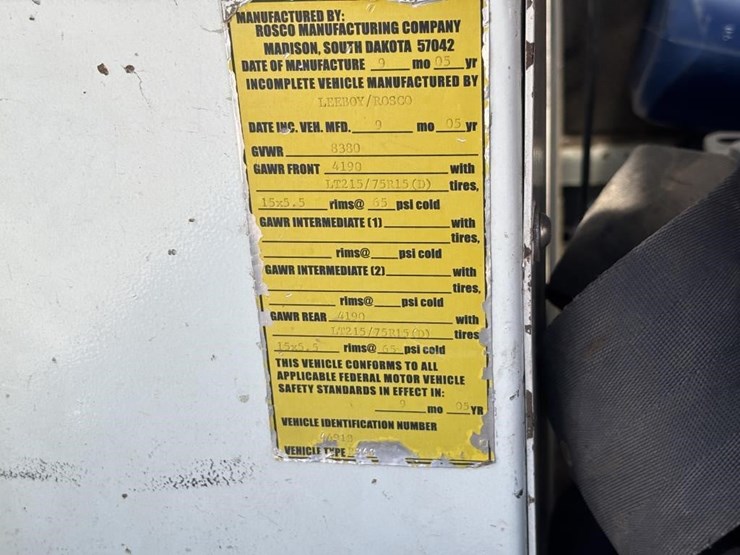 MANUFACTURED BY:
ROSCO MANUFACTURING COMPANY
MADISON, SOUTH DAKOTA 57042
DATE OF MANUFACTURE 9 mo 05 yr
INCOMPLETE VEHICLE MANUFACTURED BY
LEEBOY/ROSCO
DATE INC. VEH. MFD. 9 mo 05 yr
GVWR 8380
GAWR FRONT 4190 with
LT215/75R15(D) tires,
15x5.5 rims@ 65 psi cold
GAWR INTERMEDIATE (1) with
tires,
rims@ psi cold
GAWR INTERMEDIATE (2) with
tires,
rims@ psi cold
GAWR REAR 4190 with
LT215/75R15(D) tires
15x5.5 rims@ 65 psi cold
THIS VEHICLE CONFORMS TO ALL
APPLICABLE FEDERAL MOTOR VEHICLE
SAFETY STANDARDS IN EFFECT IN:
9 mo 05 YR
VEHICLE IDENTIFICATION NUMBER
VEHICLE TYPE